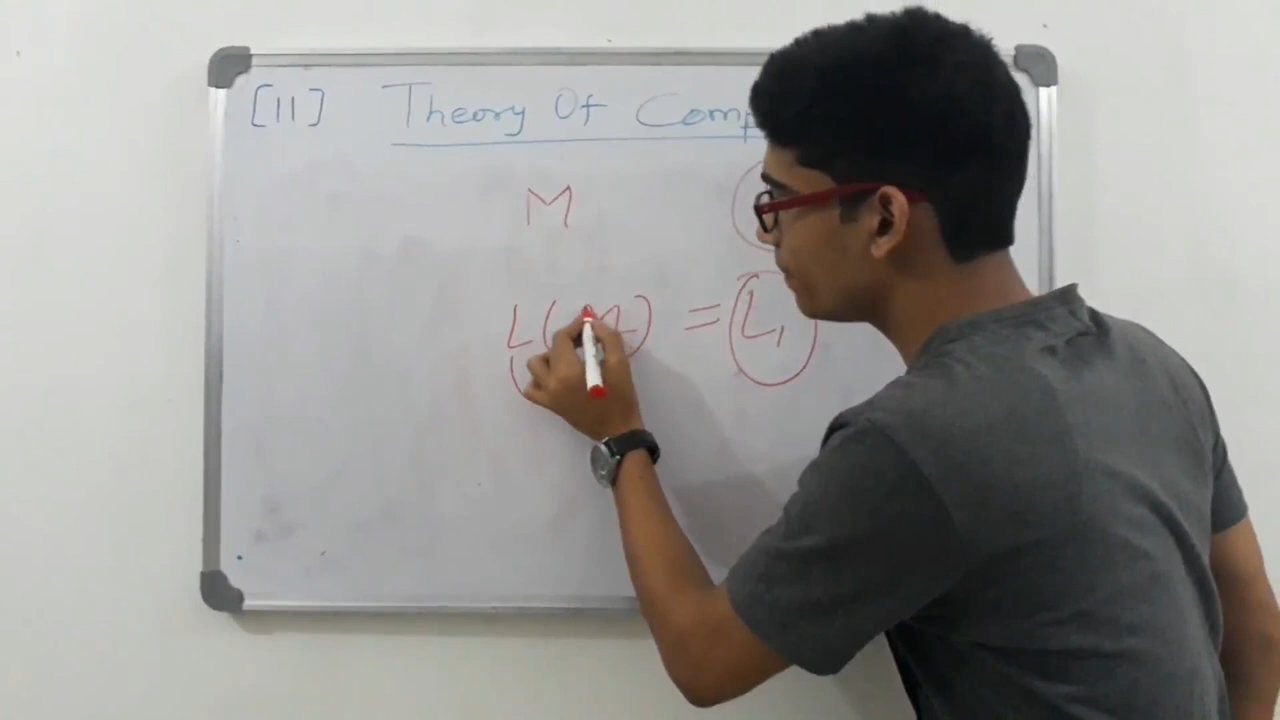 [11] Theory Of Comp
M
L(M) = L₁